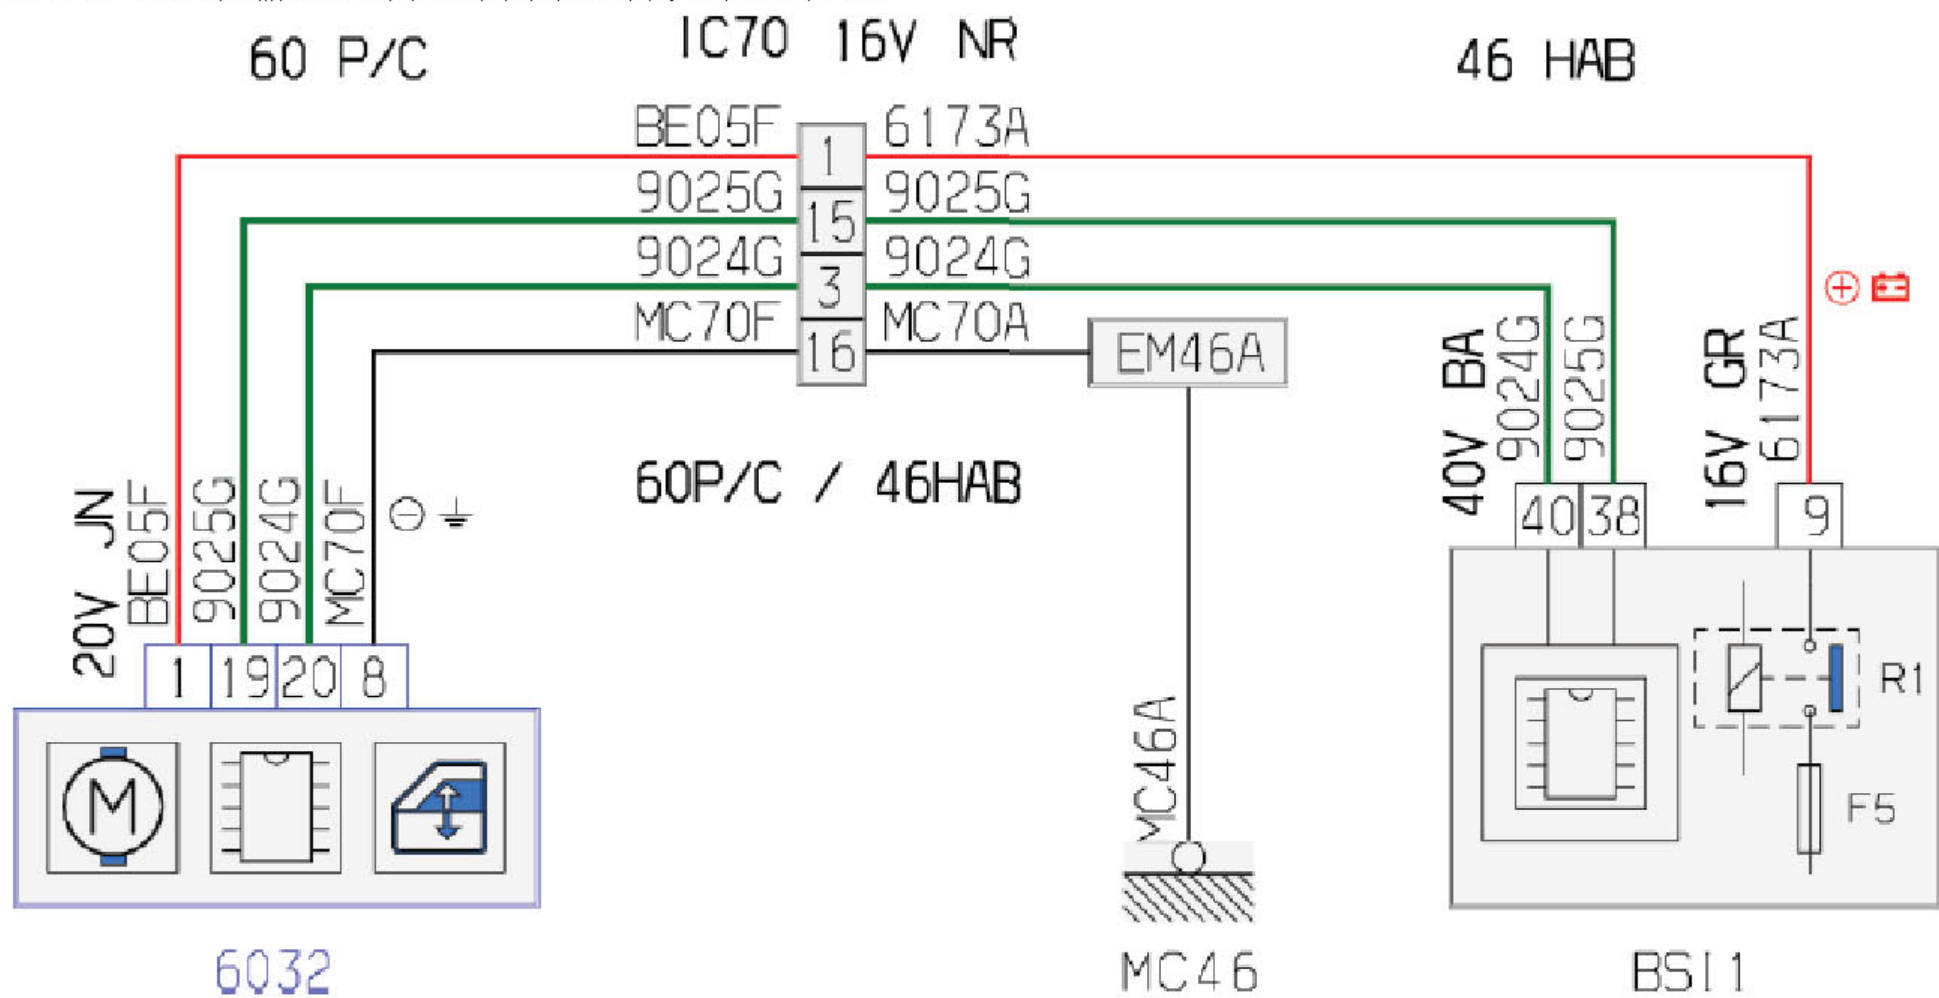 60 P/C
IC70 16V NR
46 HAB
BE05F 1 6173A
9025G 15 9025G
9024G 3 9024G
MC70F 16 MC70A
EM46A
60P/C / 46HAB
20V JN
BE05F
9025G
9024G
MC70F
40V BA
9024G
9025G
16V GR
6173A
1 19 20 8
40 38 9
M
MC46A
R1
F5
6032
MC46
BSI1